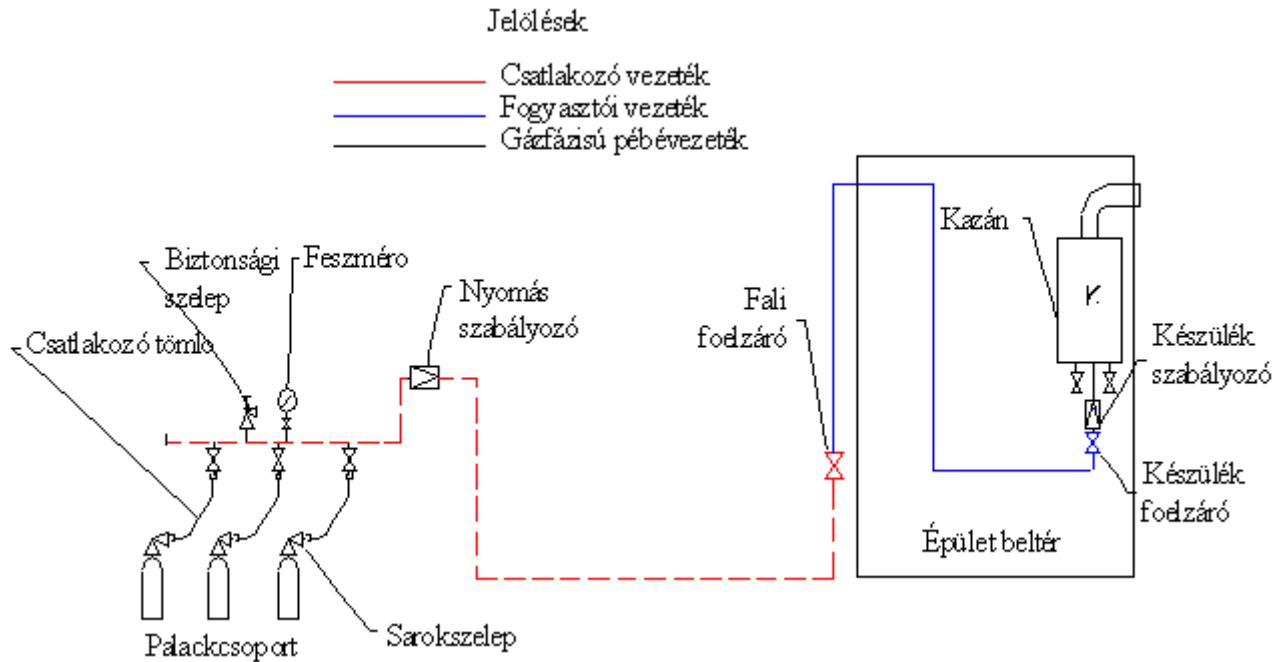 Jelölések
Csatlakozó vezeték
Fogyasztói vezeték
Gázfázisú pébévezeték
Biztonsági
szelep
Feszméro
Nyomás
szabályozó
Csatlakozó tömlo
Fali
foelzáró
Kazán
K
Készülék
szabályozó
Készülék
foelzáró
Épület beltér
Palackcsoport
Sarokszelep